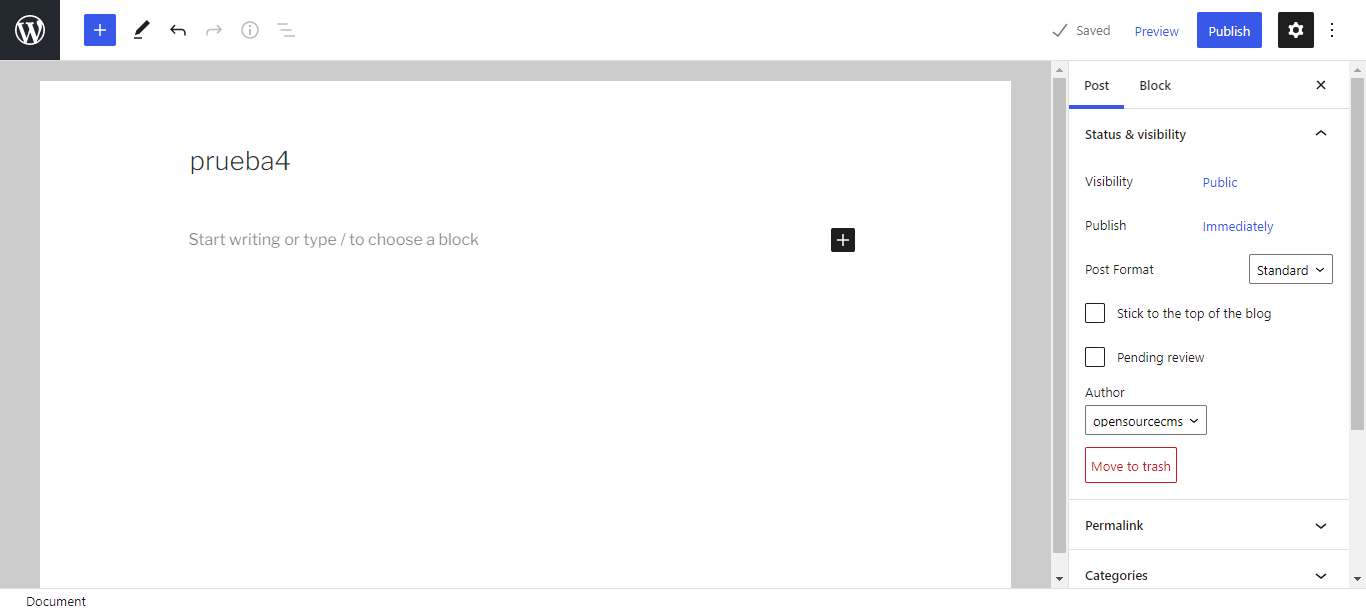 Saved Preview Publish
Post Block
Status & visibility
prueba4
Visibility Public
Publish Immediately
Start writing or type / to choose a block
Post Format Standard
Stick to the top of the blog
Pending review
Author
opensourcecms
Move to trash
Permalink
Categories
Document